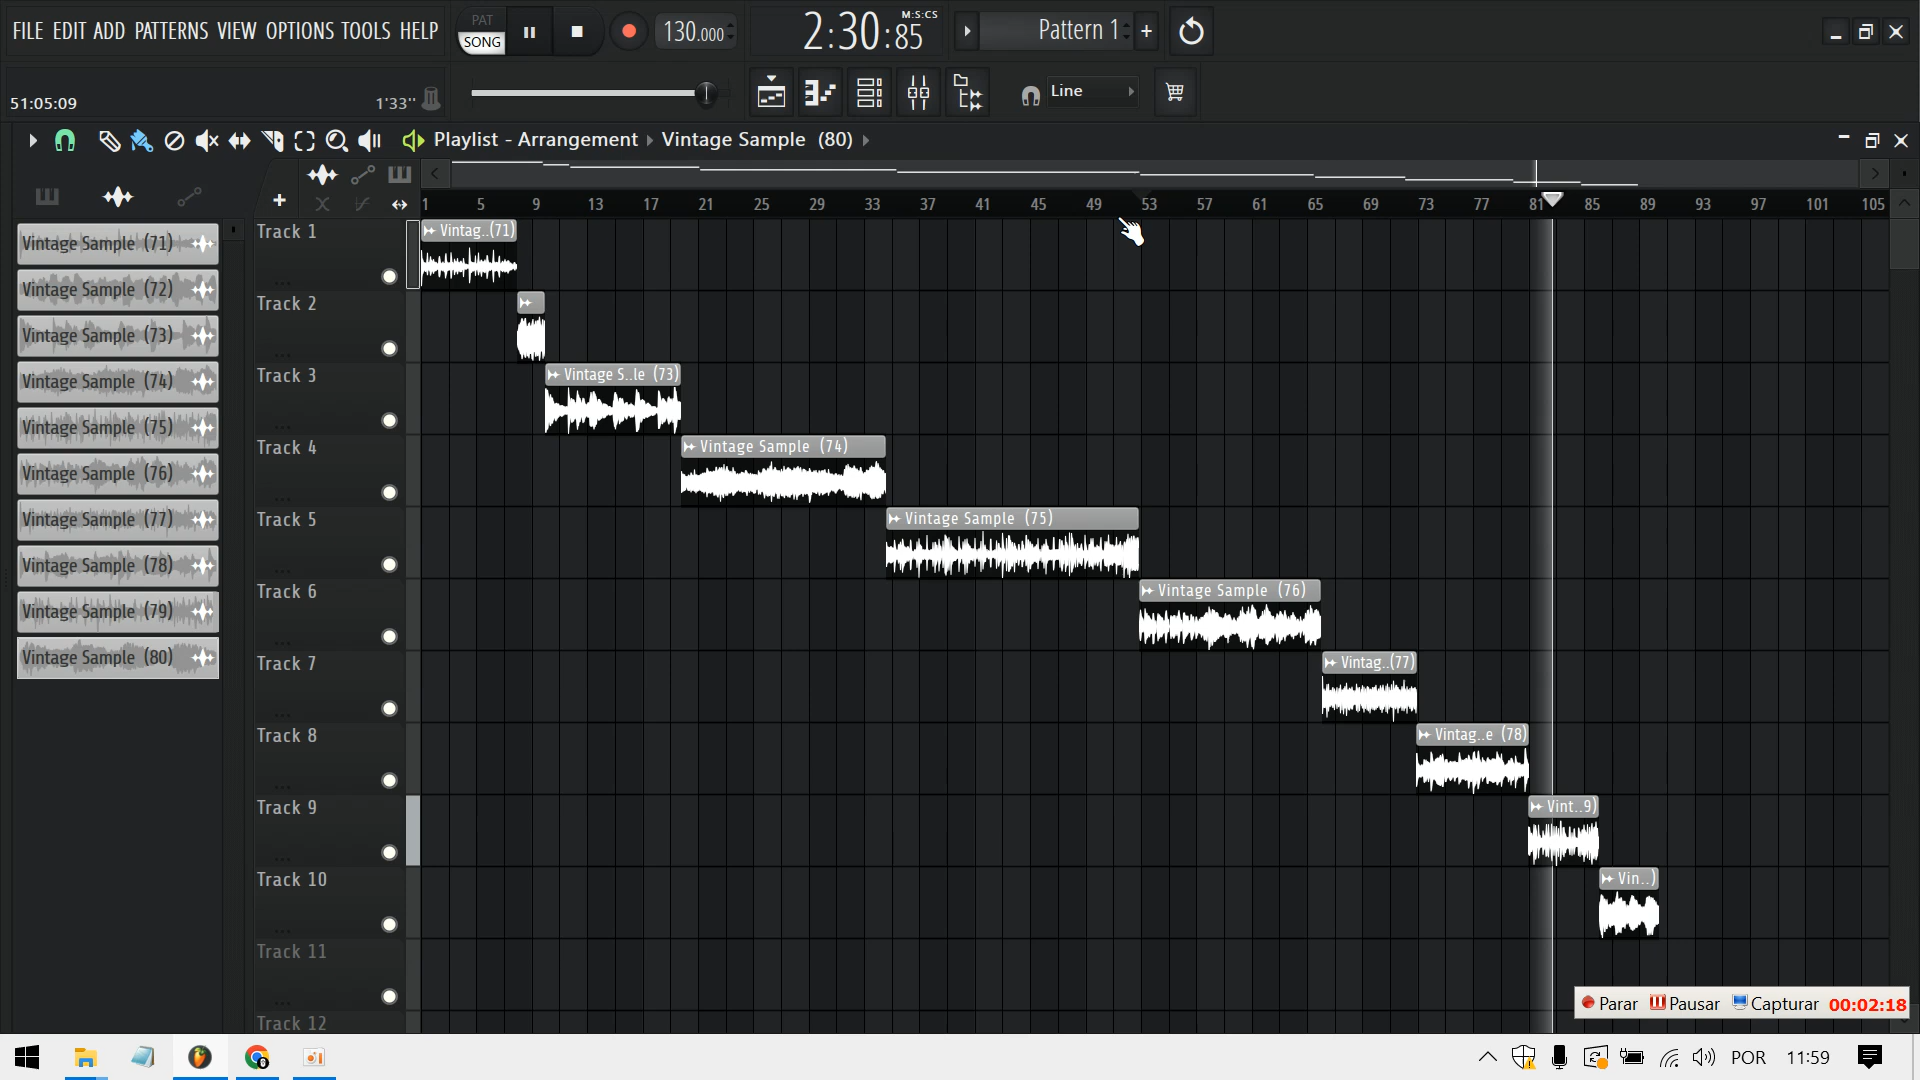 FILE EDIT ADD PATTERNS VIEW OPTIONS TOOLS HELP
PAT
SONG
130.000
M:S:CS
2:30:85
Pattern 1
+
51:05:09
1'33''
Line
Playlist - Arrangement Vintage Sample (80)
1 5 9 13 17 21 25 29 33 37 41 45 49 53 57 61 65 69 73 77 81 85 89 93 97 101 105
Vintage Sample (71)
Vintage Sample (72)
Vintage Sample (73)
Vintage Sample (74)
Vintage Sample (75)
Vintage Sample (76)
Vintage Sample (77)
Vintage Sample (78)
Vintage Sample (79)
Vintage Sample (80)
Track 1
Vintag..(71)
Track 2
Track 3
Vintage S..le (73)
Track 4
Vintage Sample (74)
Track 5
Vintage Sample (75)
Track 6
Vintage Sample (76)
Track 7
Vintag..(77)
Track 8
Vintag..e (78)
Track 9
Vint..9)
Track 10
Vin..)
Track 11
Track 12
Parar Pausar Capturar 00:02:18
POR 11:59